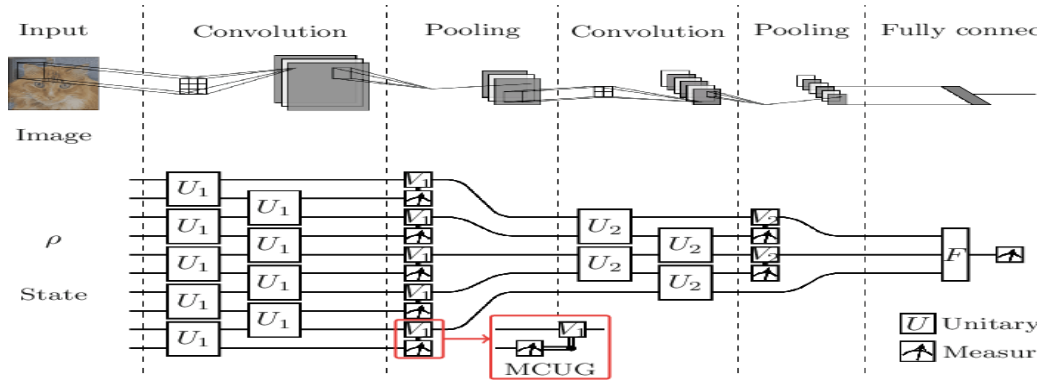 Input Convolution Pooling Convolution Pooling Fully connec
Image
U₁ U₁ U₁ U₁ U₁
U₁ U₁ U₁ U₁
V₁ V₁ V₁ V₁ V₁
U₂ U₂
U₂ U₂
V₂ V₂
F
ρ
State
V₁
MCUG
U Unitary
Measur